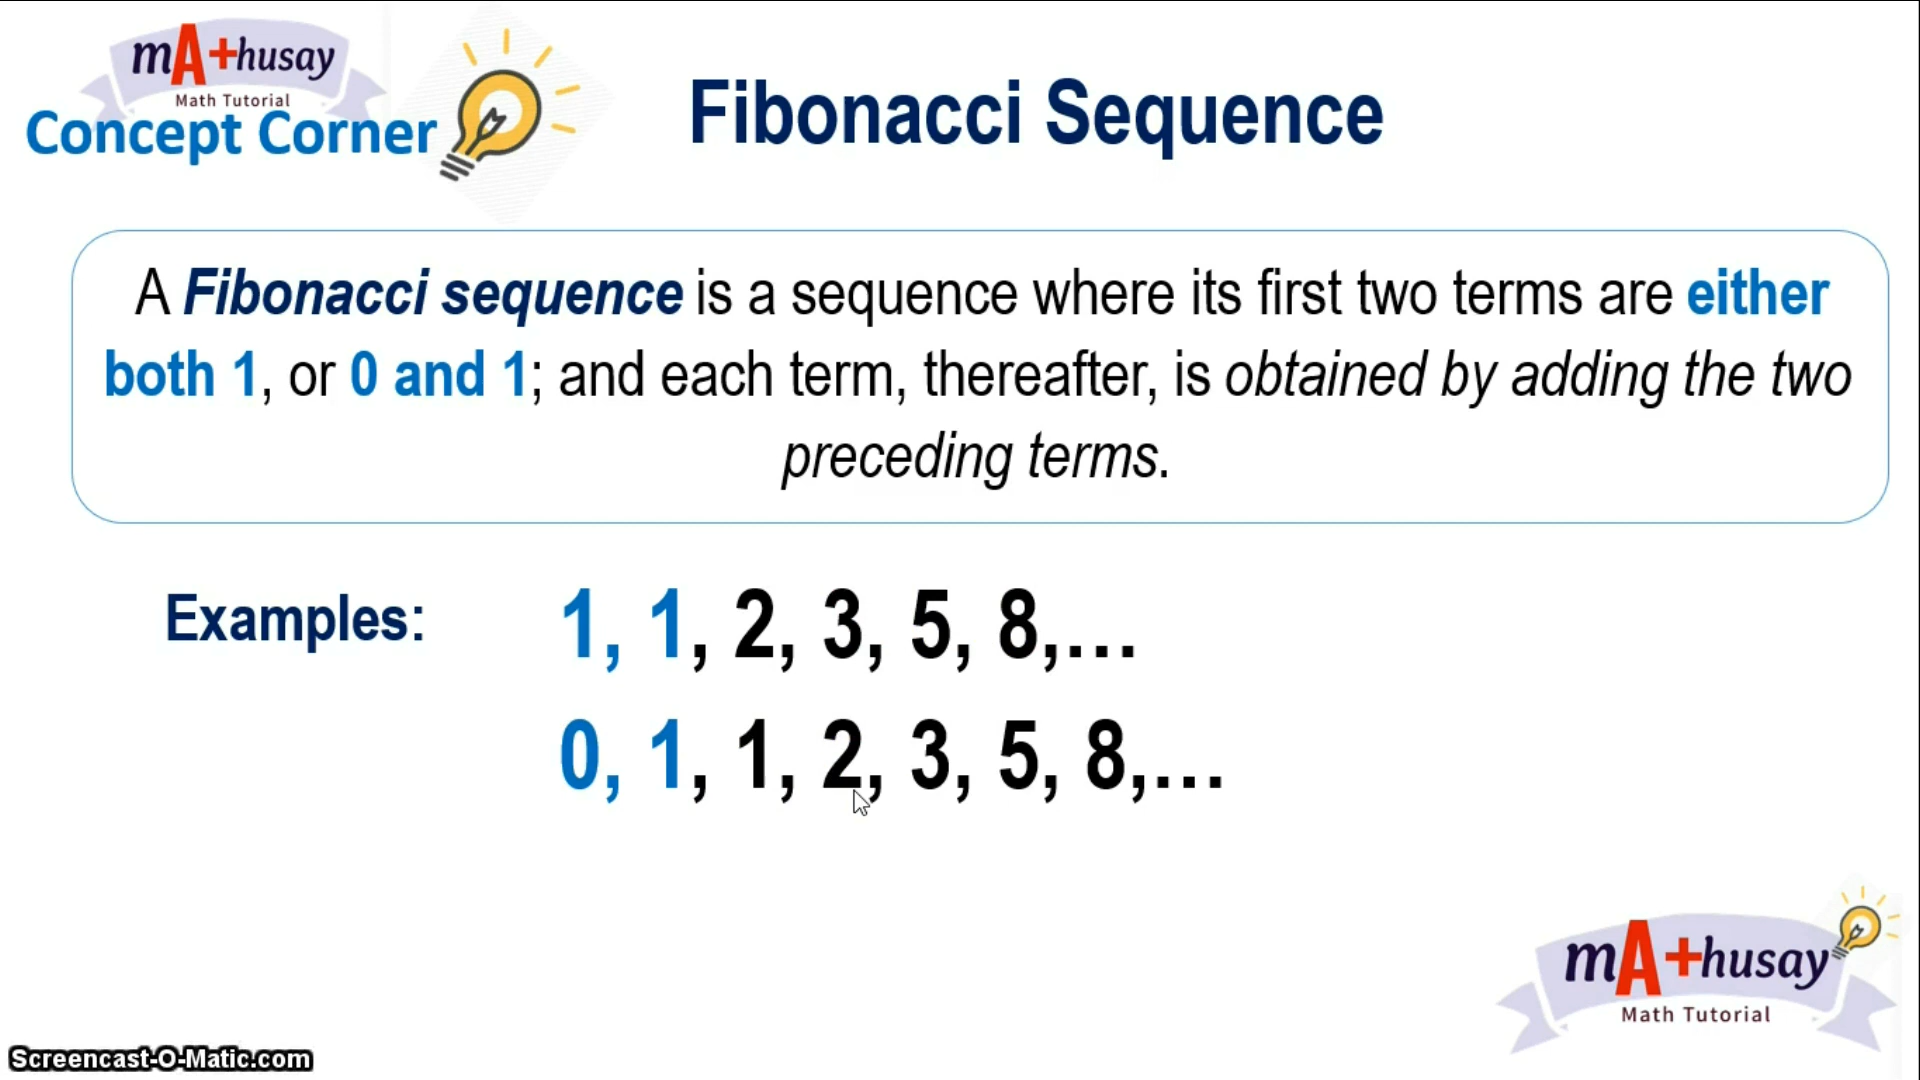 mA+husay
Math Tutorial
Concept Corner
Fibonacci Sequence
A Fibonacci sequence is a sequence where its first two terms are either
both 1, or 0 and 1; and each term, thereafter, is obtained by adding the two
preceding terms.
Examples: 1, 1, 2, 3, 5, 8,...
0, 1, 1, 2, 3, 5, 8,...
mA+husay
Math Tutorial
Screencast-O-Matic.com